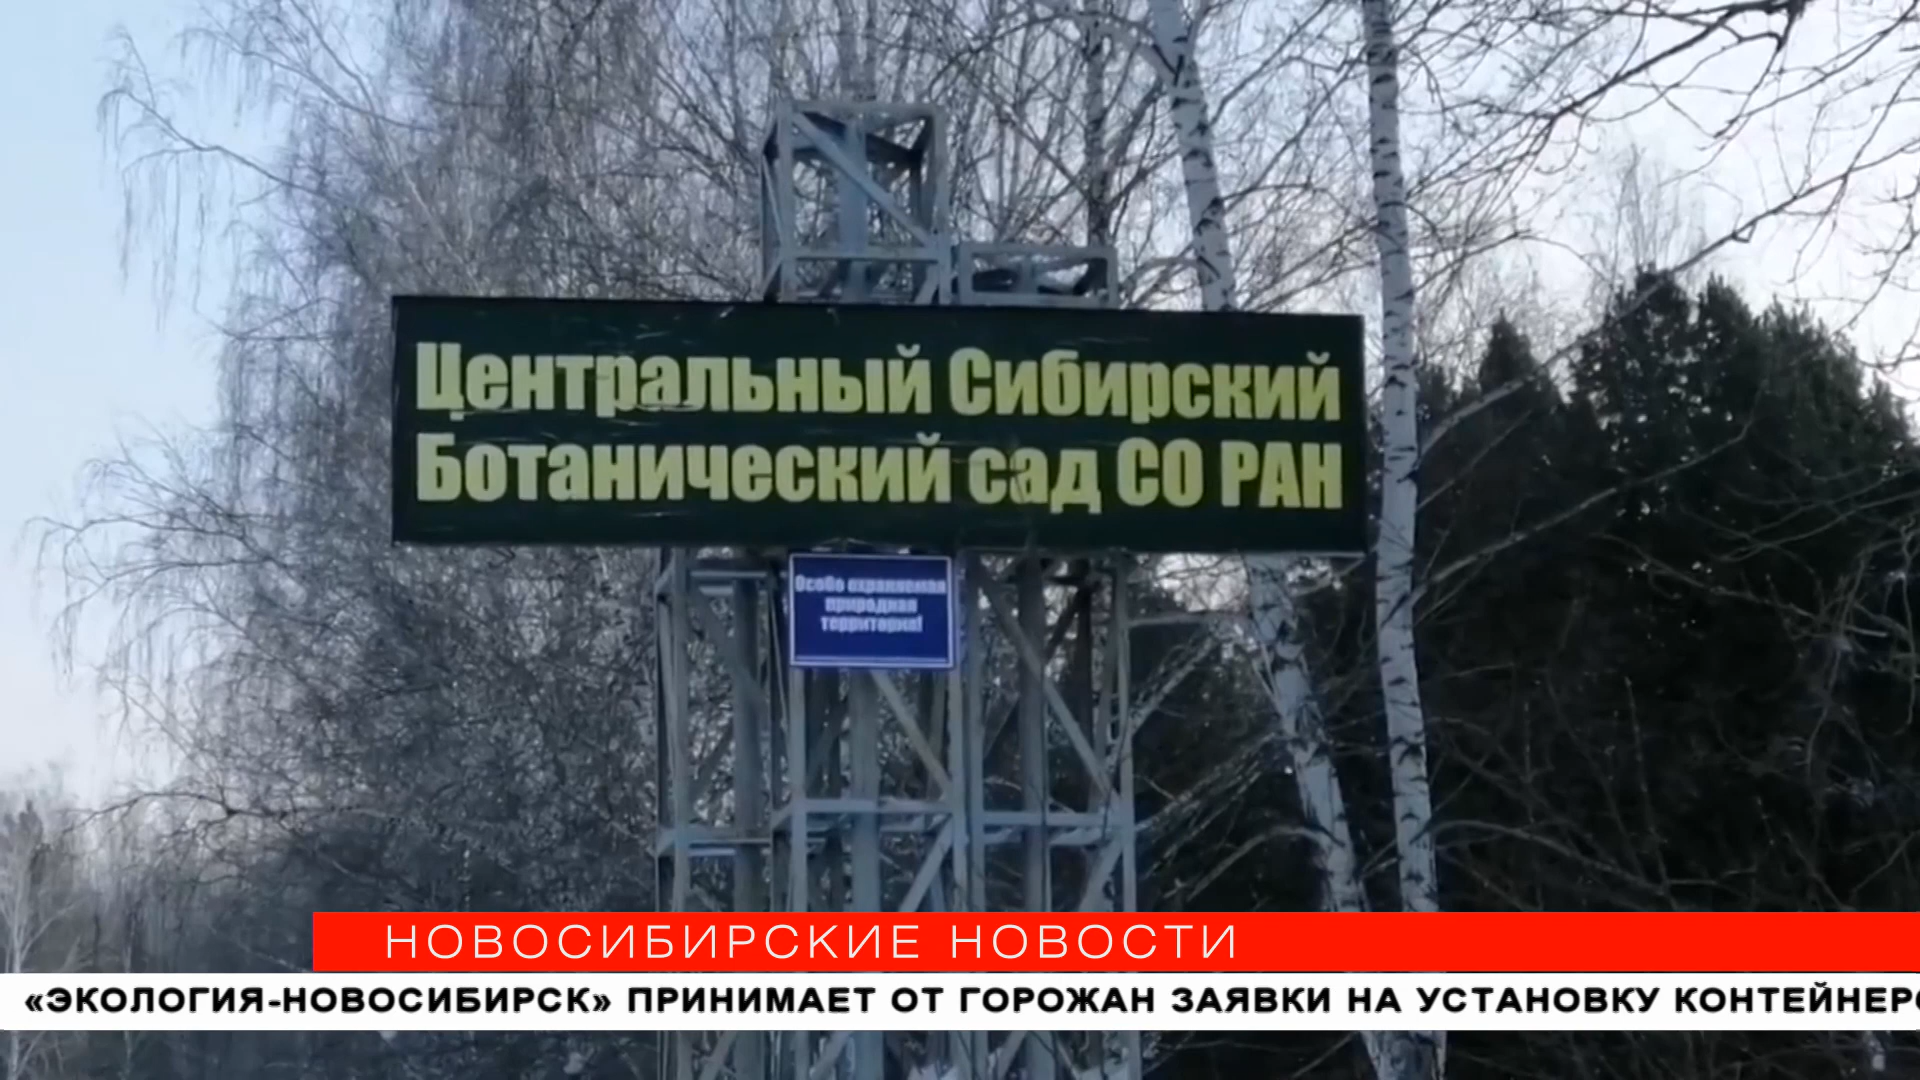 Центральный Сибирский
Ботанический сад СО РАН
Особо охраняемая
природная
территория!
НОВОСИБИРСКИЕ НОВОСТИ
«ЭКОЛОГИЯ-НОВОСИБИРСК» ПРИНИМАЕТ ОТ ГОРОЖАН ЗАЯВКИ НА УСТАНОВКУ